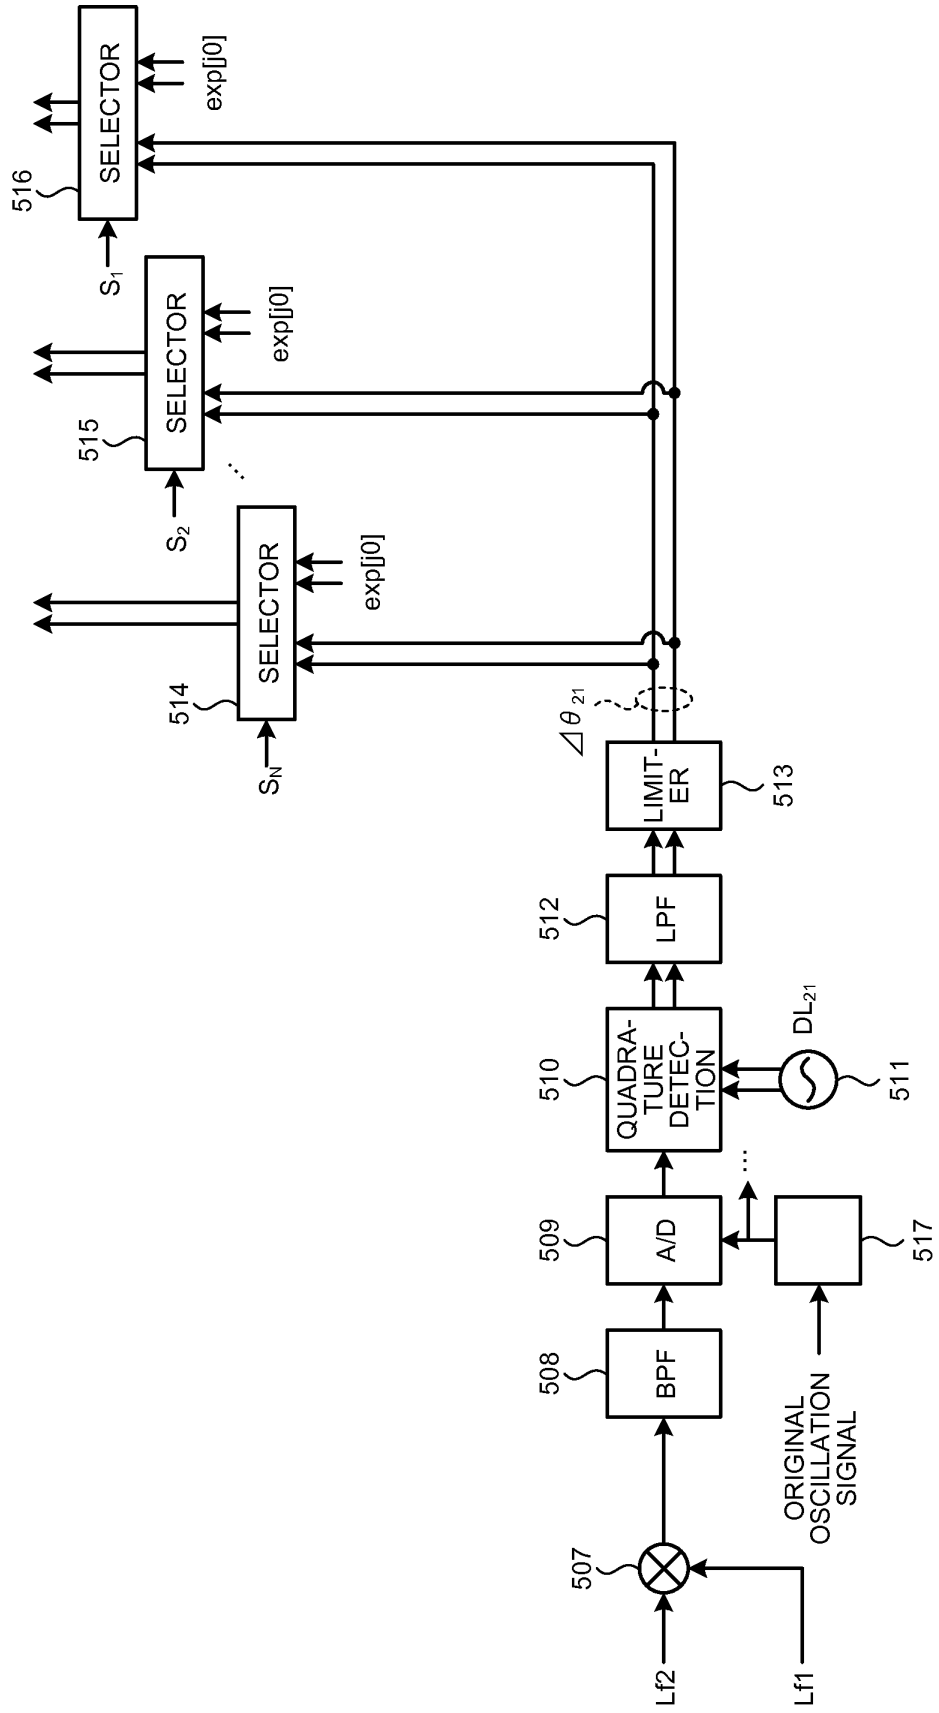 516
SELECTOR
exp[j0]
S1
515
SELECTOR
exp[j0]
S2
...
514
SELECTOR
exp[j0]
SN
Δθ21
LIMIT-
ER
513
512
LPF
510
QUADRA-
TURE
DETEC-
TION
DL21
511
...
509
A/D
517
508
BPF
ORIGINAL
OSCILLATION
SIGNAL
507
Lf2
Lf1